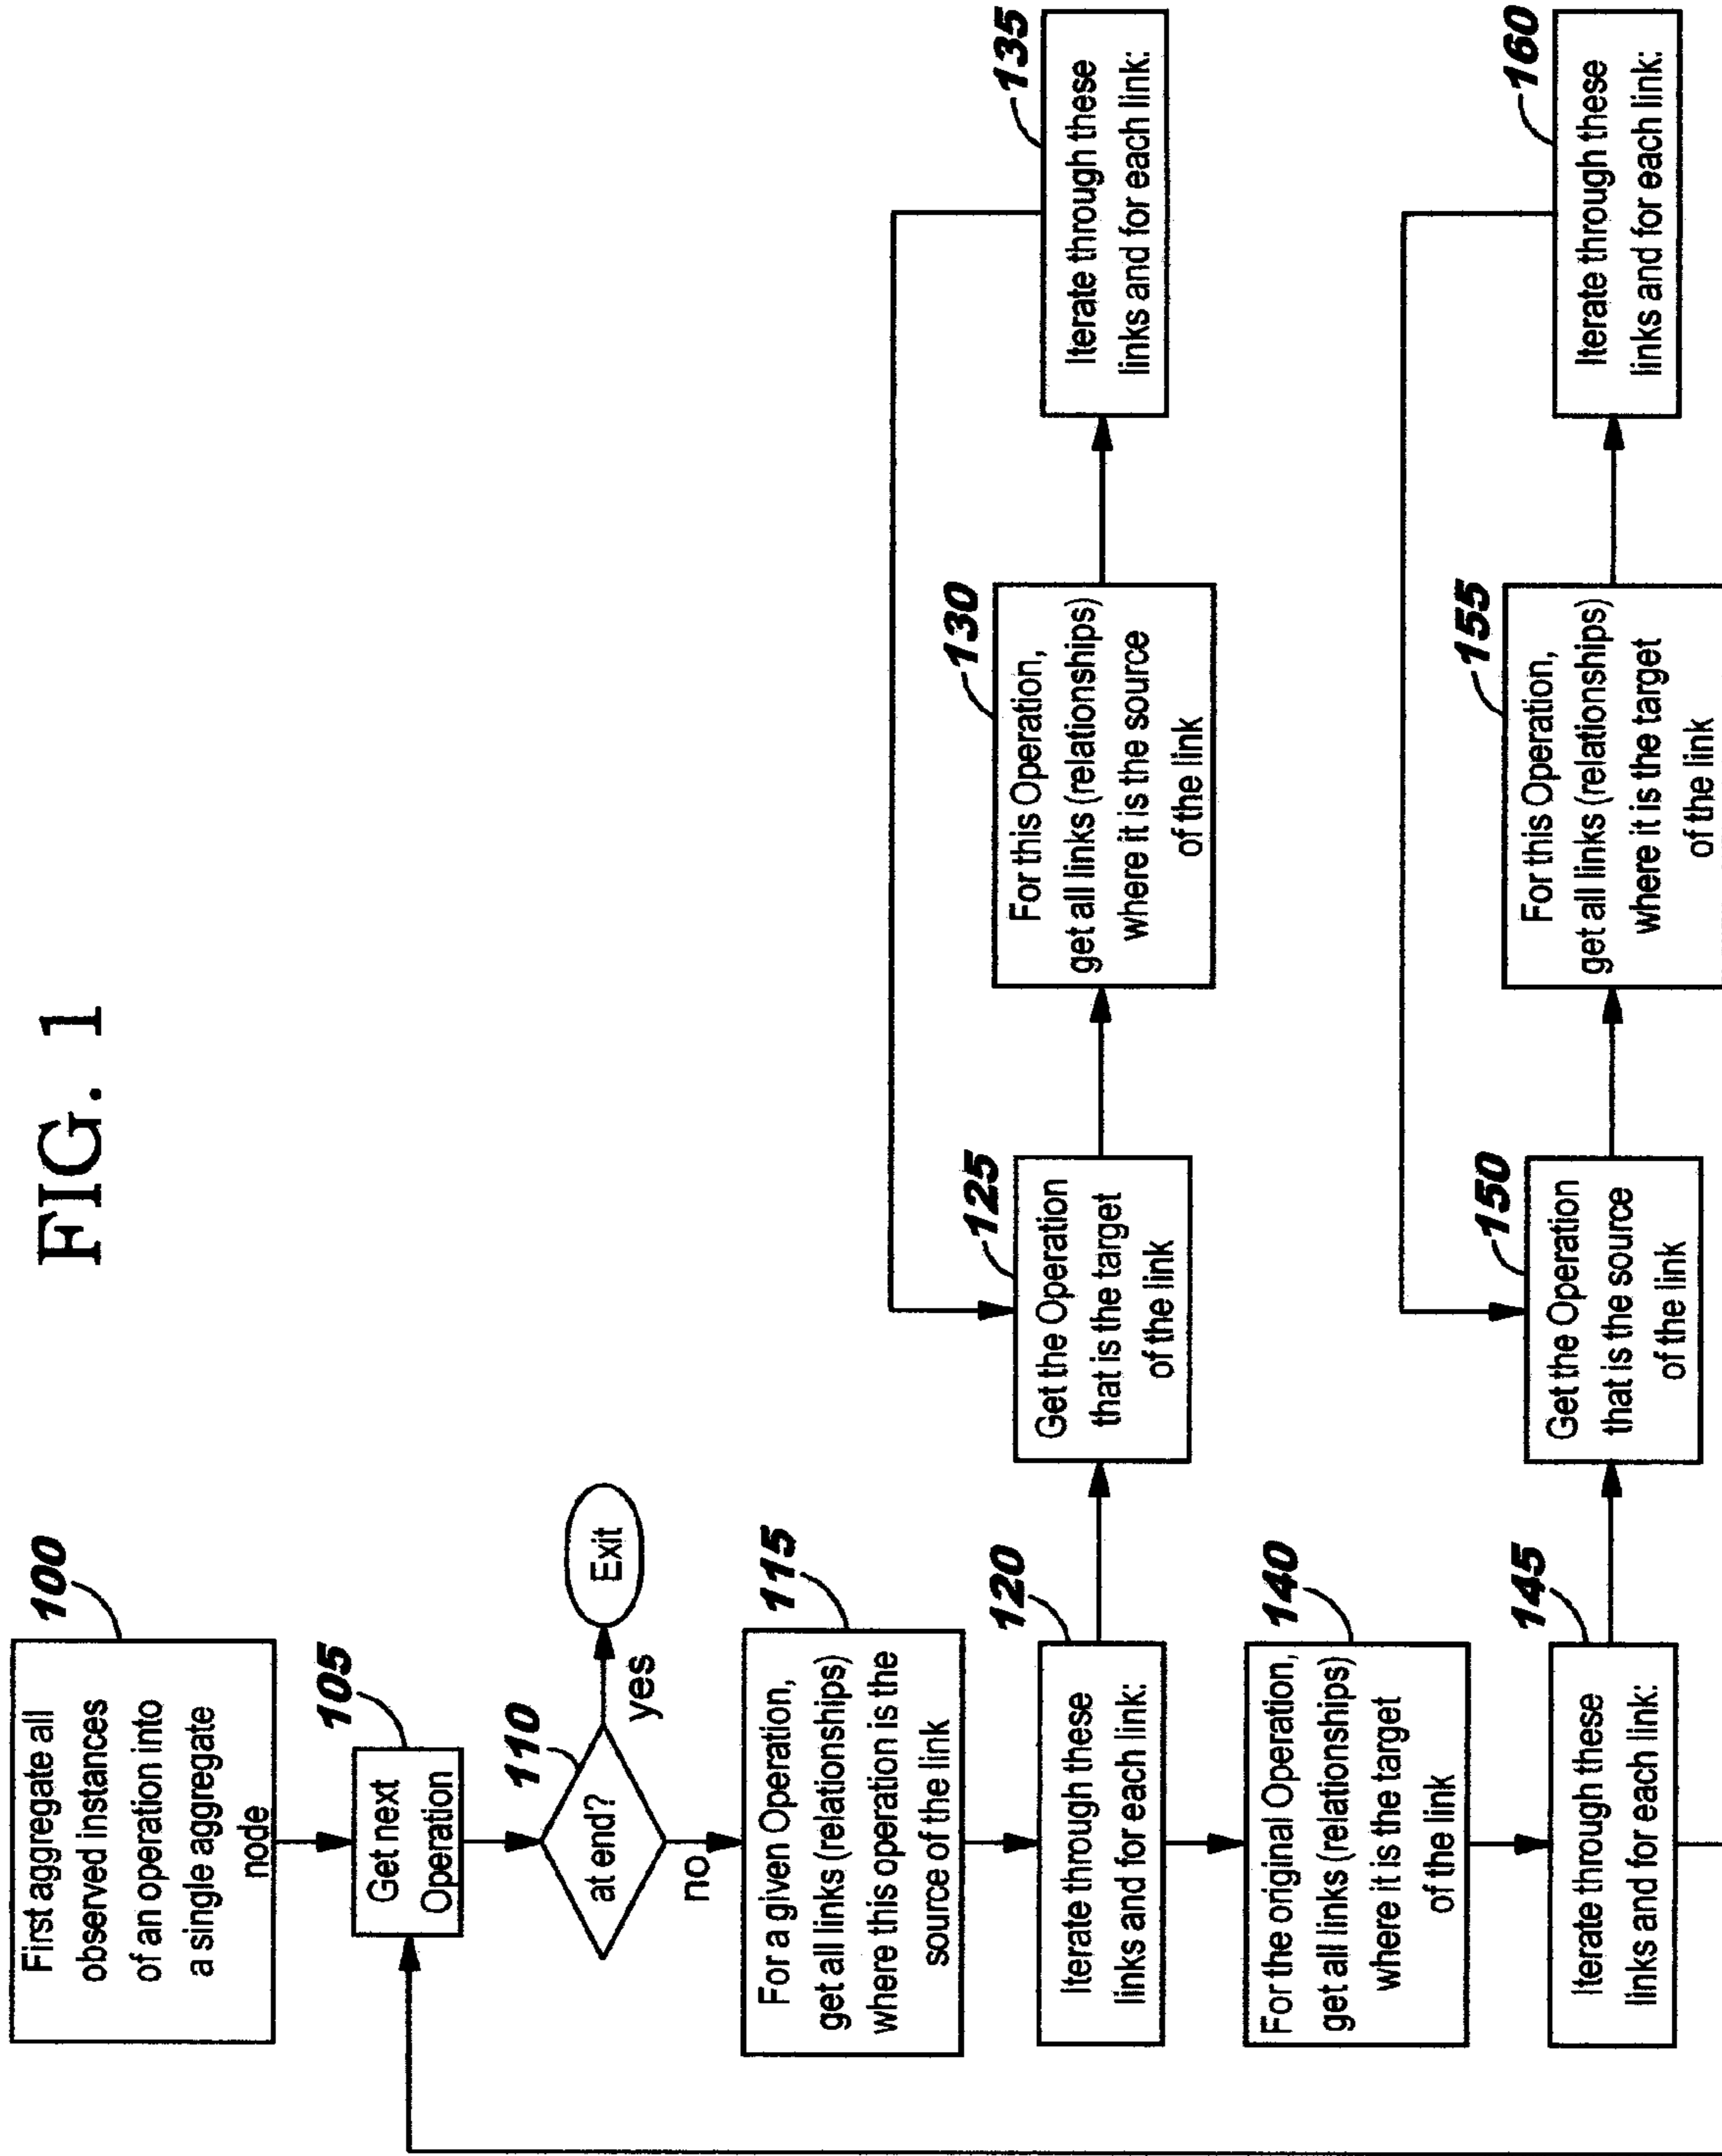 FIG. 1
100
First aggregate all
observed instances
of an operation into
a single aggregate
node
105
Get next
Operation
110
at end?
yes
Exit
no
115
For a given Operation,
get all links (relationships)
where this operation is the
source of the link
120
Iterate through these
links and for each link:
125
Get the Operation
that is the target
of the link
130
For this Operation,
get all links (relationships)
where it is the source
of the link
135
Iterate through these
links and for each link:
140
For the original Operation,
get all links (relationships)
where it is the target
of the link
145
Iterate through these
links and for each link:
150
Get the Operation
that is the source
of the link
155
For this Operation,
get all links (relationships)
where it is the target
of the link
160
Iterate through these
links and for each link: